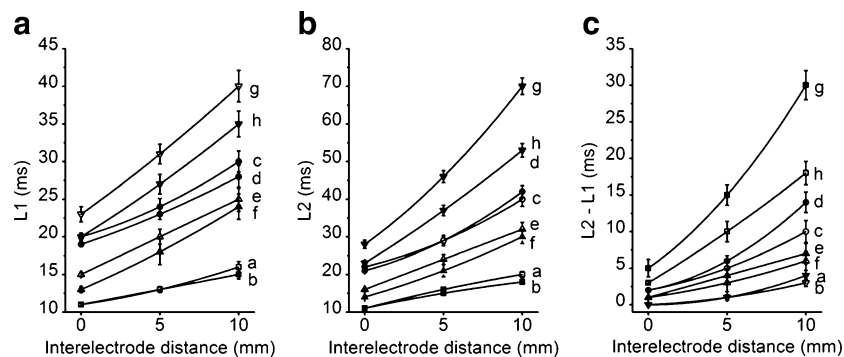 a
b
c
45
40
35
30
25
20
15
10
L1 (ms)
g
h
c
d
e
f
a
b
0 5 10
Interelectrode distance (mm)
80
70
60
50
40
30
20
10
L2 (ms)
g
h
d
c
e
f
a
b
0 5 10
Interelectrode distance (mm)
35
30
25
20
15
10
5
0
L2 - L1 (ms)
g
h
d
c
e
f
a
b
0 5 10
Interelectrode distance (mm)